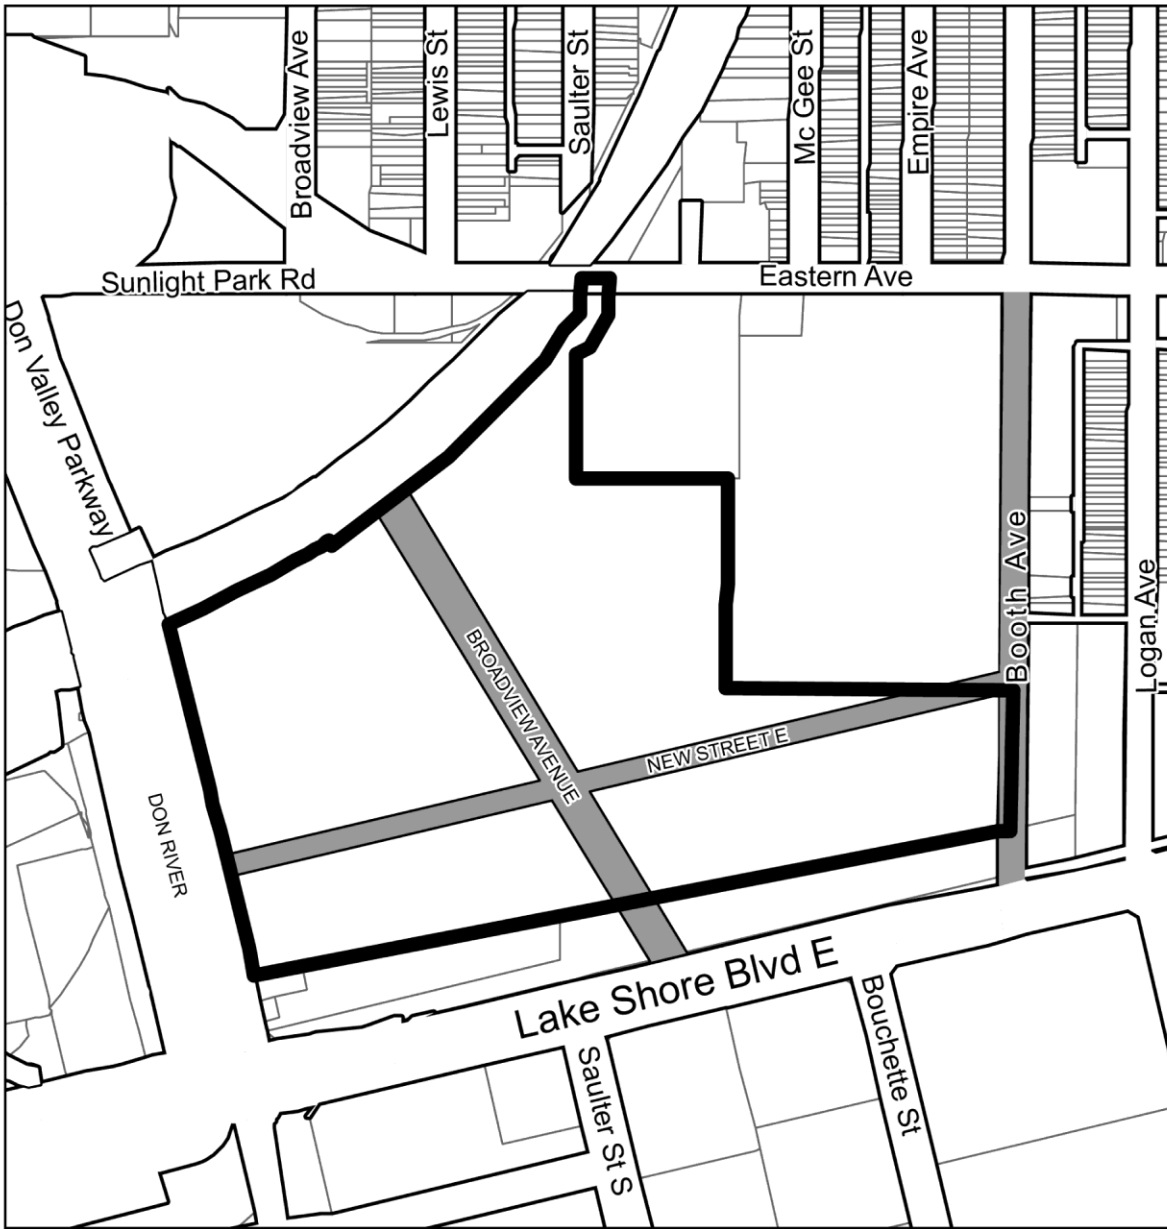 Broadview Ave
Lewis St
Saulter St
Mc Gee St
Empire Ave
Sunlight Park Rd
Eastern Ave
Don Valley Parkway
Booth Ave
Logan Ave
BROADVIEW AVENUE
NEW STREET E
DON RIVER
Lake Shore Blvd E
Bouchette St
Saulter St S